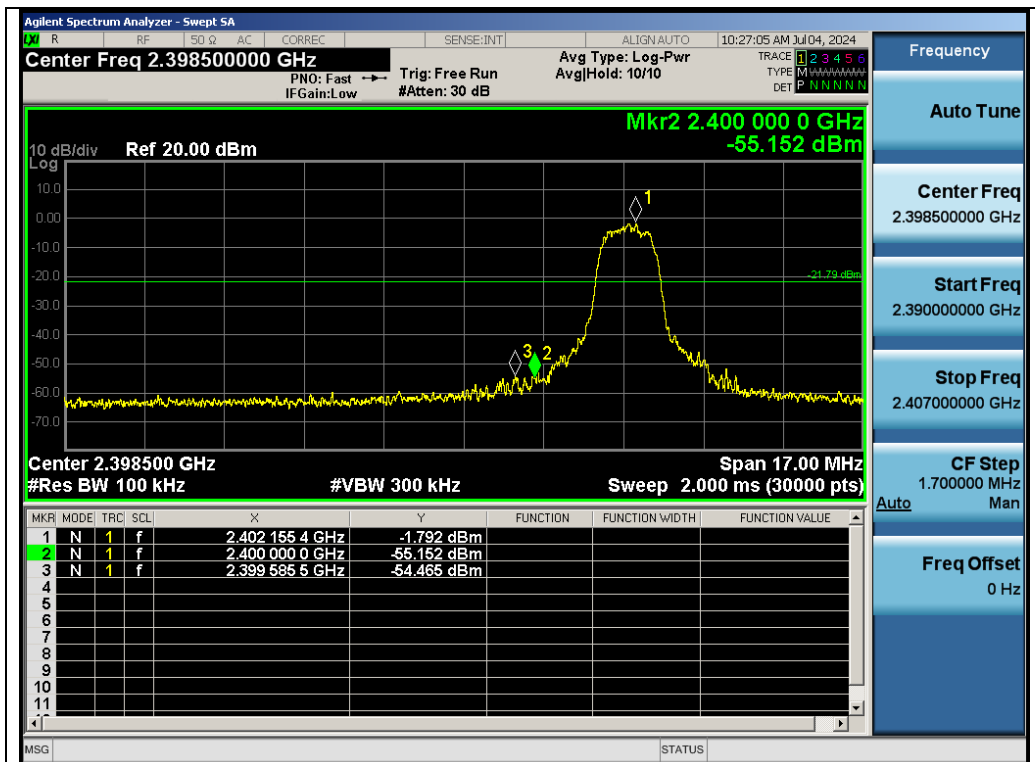 Agilent Spectrum Analyzer - Swept SA
LXI R RF 50 Ω AC CORREC SENSE:INT ALIGN AUTO 10:27:05 AM Jul 04, 2024
Center Freq 2.398500000 GHz
PNO: Fast
IFGain:Low
Trig: Free Run
#Atten: 30 dB
Avg Type: Log-Pwr
Avg|Hold: 10/10
TRACE 1 2 3 4 5 6
TYPE M WWWWW
DET P N N N N N
Mkr2 2.400 000 0 GHz
-55.152 dBm
10 dB/div Ref 20.00 dBm
Log
10.0
0.00
-10.0
-20.0
-30.0
-40.0
-50.0
-60.0
-70.0
1
-21.79 dBm
3 2
Center 2.398500 GHz Span 17.00 MHz
#Res BW 100 kHz #VBW 300 kHz Sweep 2.000 ms (30000 pts)
MKR MODE TRC SCL X Y FUNCTION FUNCTION WIDTH FUNCTION VALUE
1 N 1 f 2.402 155 4 GHz -1.792 dBm
2 N 1 f 2.400 000 0 GHz -55.152 dBm
3 N 1 f 2.399 585 5 GHz -54.465 dBm
4
5
6
7
8
9
10
11
MSG STATUS
Frequency
Auto Tune
Center Freq
2.398500000 GHz
Start Freq
2.390000000 GHz
Stop Freq
2.407000000 GHz
CF Step
1.700000 MHz
Auto Man
Freq Offset
0 Hz